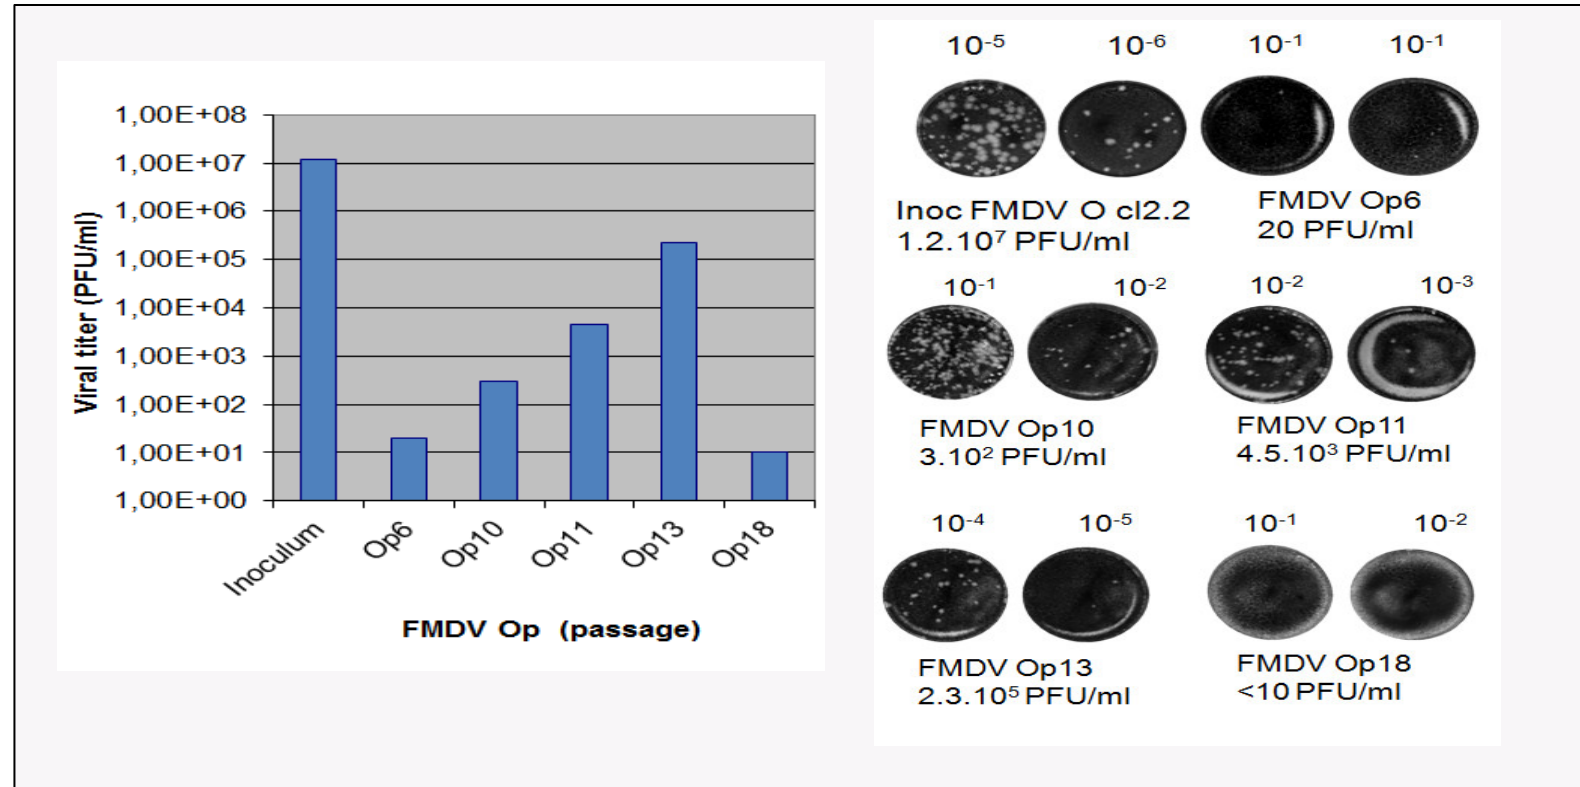 1,00E+08
1,00E+07
1,00E+06
1,00E+05
1,00E+04
1,00E+03
1,00E+02
1,00E+01
1,00E+00
Viral titer (PFU/ml)
Inoculum Op6 Op10 Op11 Op13 Op18
FMDV Op (passage)
10⁻⁵ 10⁻⁶ 10⁻¹ 10⁻¹
Inoc FMDV O cl2.2
1.2.10⁷ PFU/ml
FMDV Op6
20 PFU/ml
10⁻¹ 10⁻² 10⁻² 10⁻³
FMDV Op10
3.10² PFU/ml
FMDV Op11
4.5.10³ PFU/ml
10⁻⁴ 10⁻⁵ 10⁻¹ 10⁻²
FMDV Op13
2.3.10⁵ PFU/ml
FMDV Op18
<10 PFU/ml